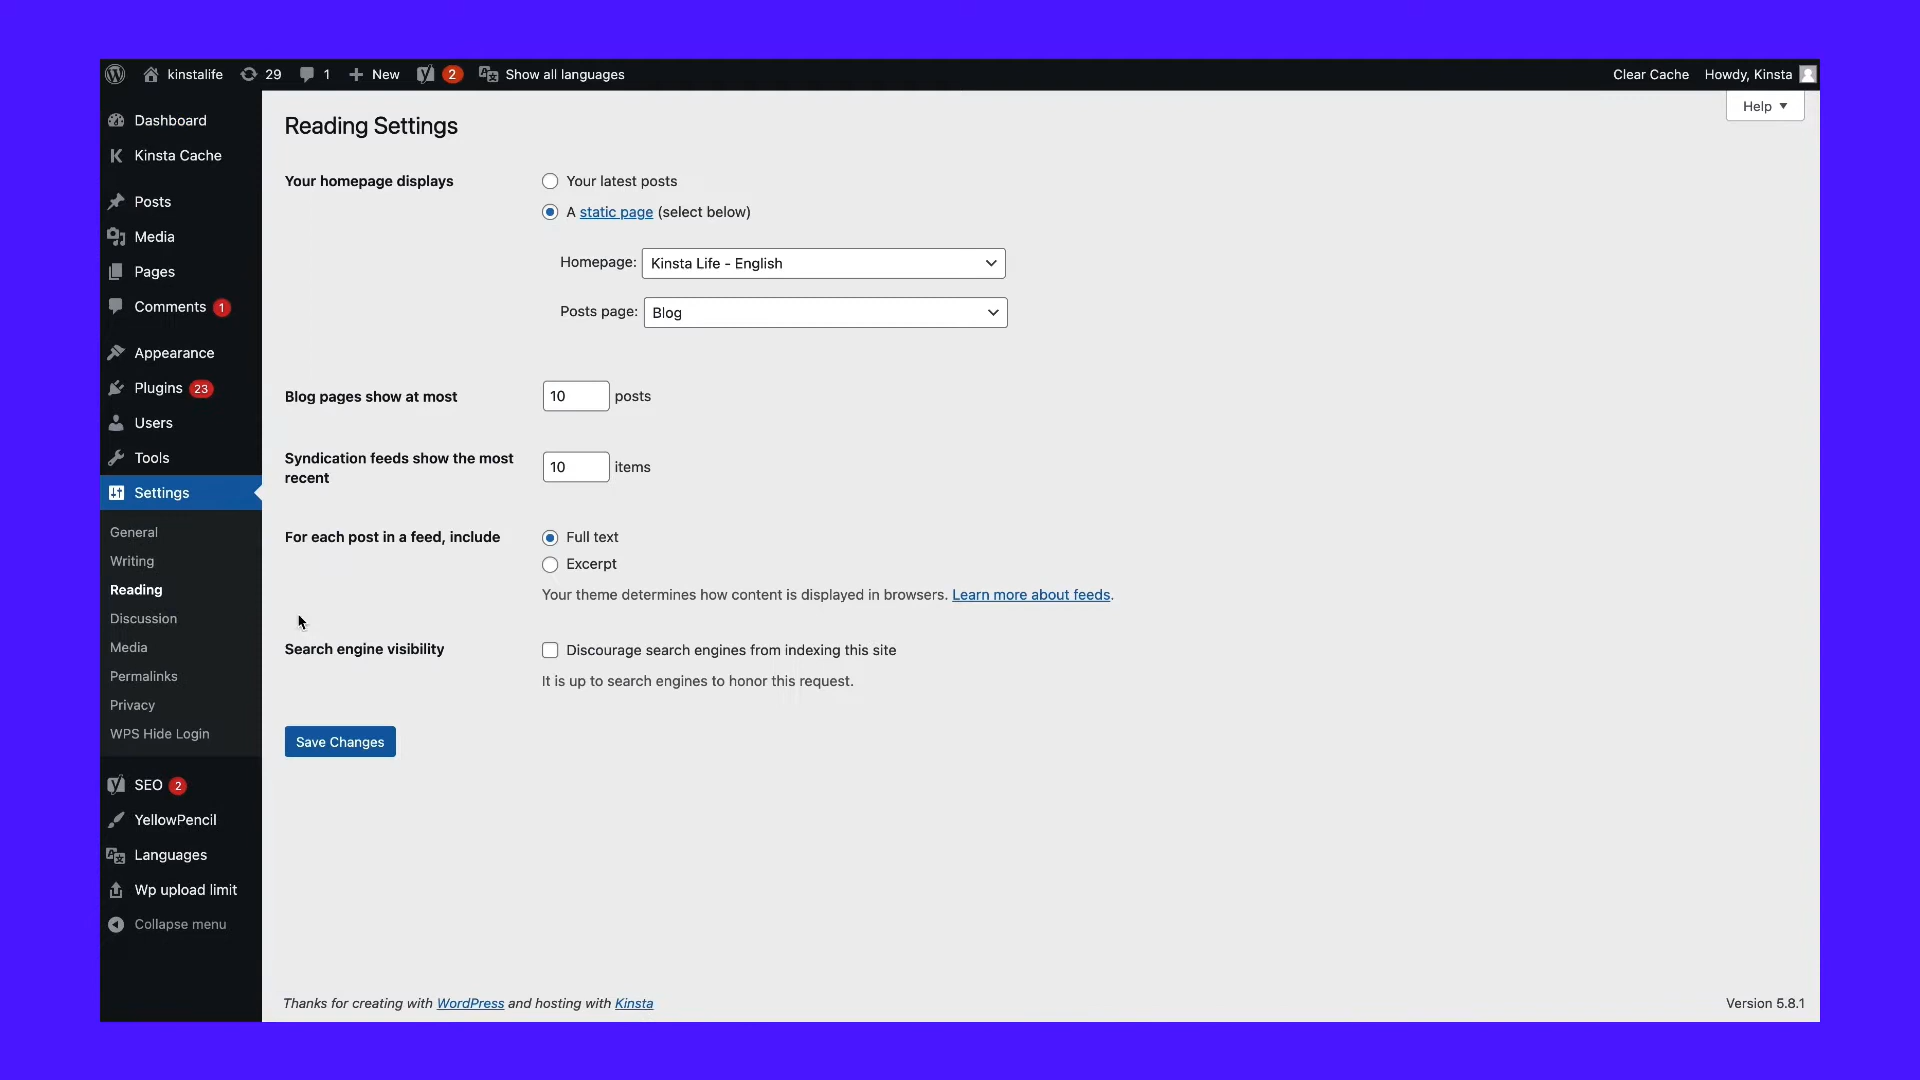 kinstalife 29 1 New 2 Show all languages Clear Cache Howdy, Kinsta
Help
Dashboard
Kinsta Cache
Posts
Media
Pages
Comments 1
Appearance
Plugins 23
Users
Tools
Settings
General
Writing
Reading
Discussion
Media
Permalinks
Privacy
WPS Hide Login
SEO 2
YellowPencil
Languages
Wp upload limit
Collapse menu
Reading Settings
Your homepage displays
Your latest posts
A static page (select below)
Homepage: Kinsta Life - English
Posts page: Blog
Blog pages show at most 10 posts
Syndication feeds show the most
recent
10 items
For each post in a feed, include
Full text
Excerpt
Your theme determines how content is displayed in browsers. Learn more about feeds.
Search engine visibility
Discourage search engines from indexing this site
It is up to search engines to honor this request.
Save Changes
Thanks for creating with WordPress and hosting with Kinsta
Version 5.8.1